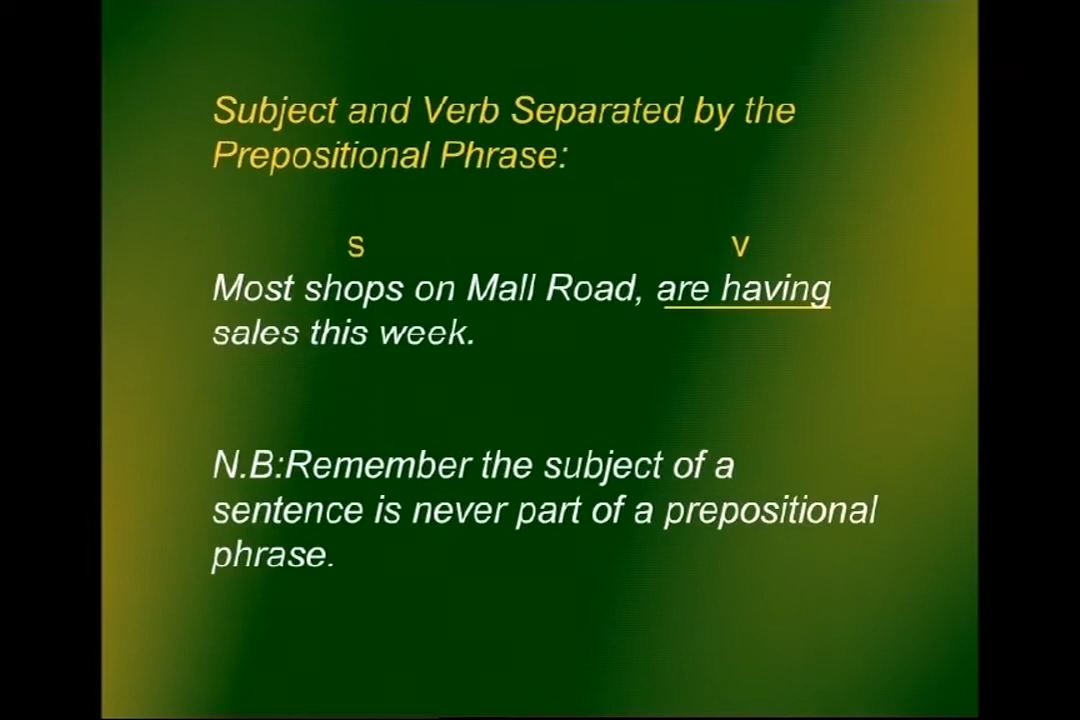 Subject and Verb Separated by the
Prepositional Phrase:
S V
Most shops on Mall Road, are having
sales this week.
N.B:Remember the subject of a
sentence is never part of a prepositional
phrase.